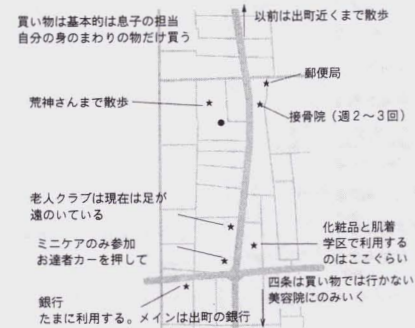 買い物は基本的は息子の担当
自分の身のまわりの物だけ買う
以前は出町近くまで散歩
郵便局
荒神さんまで散歩
接骨院（週２〜３回）
老人クラブは現在は足が
遠のいている
ミニケアのみ参加
お達者カーを押して
化粧品と肌着
学区で利用する
のはここぐらい
銀行
たまに利用する。メインは出町の銀行
四条は買い物では行かない
美容院にのみいく